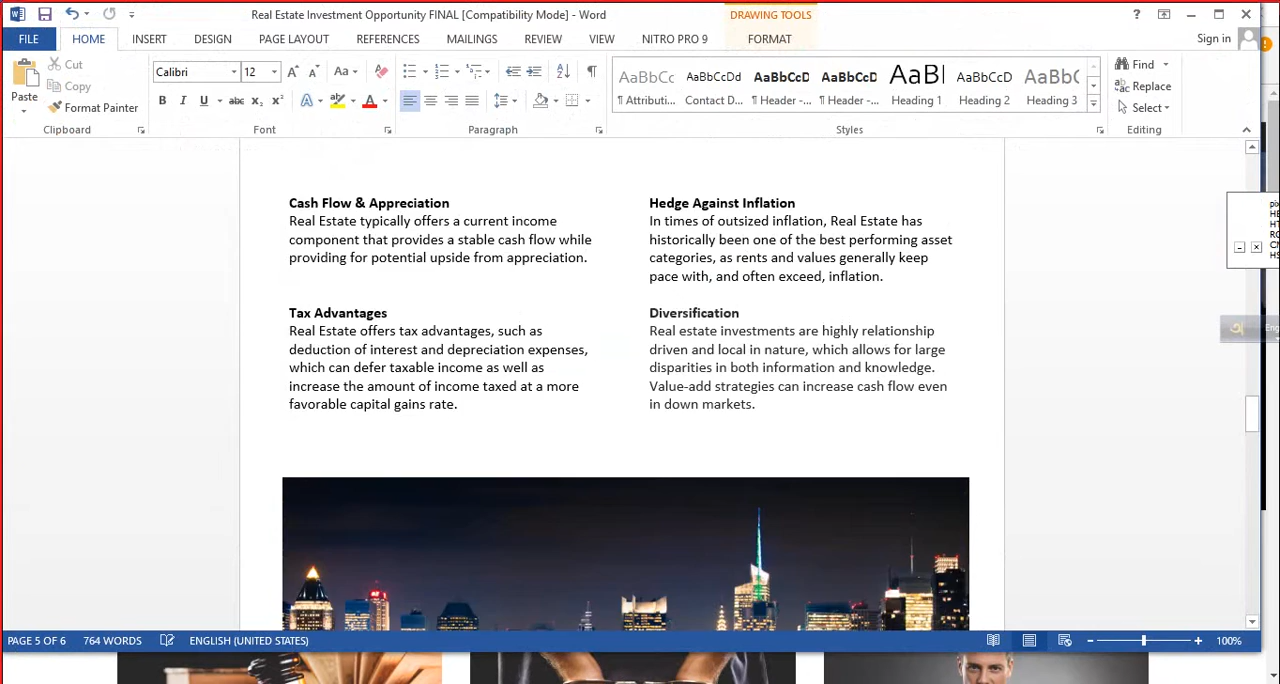 Real Estate Investment Opportunity FINAL [Compatibility Mode] - Word
DRAWING TOOLS
FILE HOME INSERT DESIGN PAGE LAYOUT REFERENCES MAILINGS REVIEW VIEW NITRO PRO 9 FORMAT
Sign in
Paste
Cut
Copy
Format Painter
Clipboard
Calibri 12
Font
Paragraph
AaBbCc AaBbCcDd AaBbCcD AaBbCcD AaBl AaBbCcD AaBbCc
¶ Attributi... Contact D... ¶ Header -... ¶ Header -... Heading 1 Heading 2 Heading 3
Styles
Find
Replace
Select
Editing
Cash Flow & Appreciation
Real Estate typically offers a current income
component that provides a stable cash flow while
providing for potential upside from appreciation.
Hedge Against Inflation
In times of outsized inflation, Real Estate has
historically been one of the best performing asset
categories, as rents and values generally keep
pace with, and often exceed, inflation.
Tax Advantages
Real Estate offers tax advantages, such as
deduction of interest and depreciation expenses,
which can defer taxable income as well as
increase the amount of income taxed at a more
favorable capital gains rate.
Diversification
Real estate investments are highly relationship
driven and local in nature, which allows for large
disparities in both information and knowledge.
Value-add strategies can increase cash flow even
in down markets.
PAGE 5 OF 6 764 WORDS ENGLISH (UNITED STATES) 100%